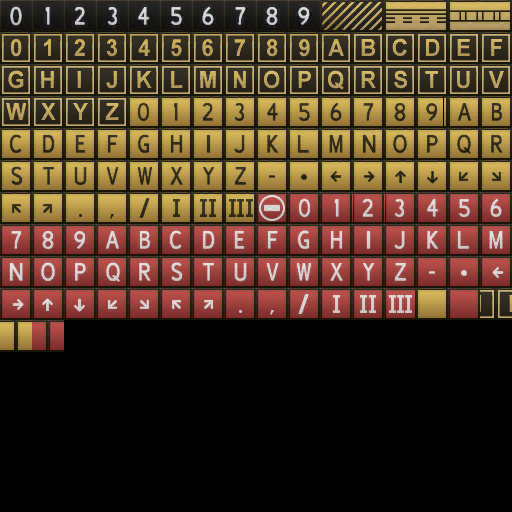 0 1 2 3 4 5 6 7 8 9
0 1 2 3 4 5 6 7 8 9 A B C D E F
G H I J K L M N O P Q R S T U V
W X Y Z 0 1 2 3 4 5 6 7 8 9 A B
C D E F G H I J K L M N O P Q R
S T U V W X Y Z - • ← → ↑ ↓ ↙ ↘
↖ ↗ . , / I II III 0 1 2 3 4 5 6
7 8 9 A B C D E F G H I J K L M
N O P Q R S T U V W X Y Z - • ←
→ ↑ ↓ ↙ ↘ ↖ ↗ . , / I II III